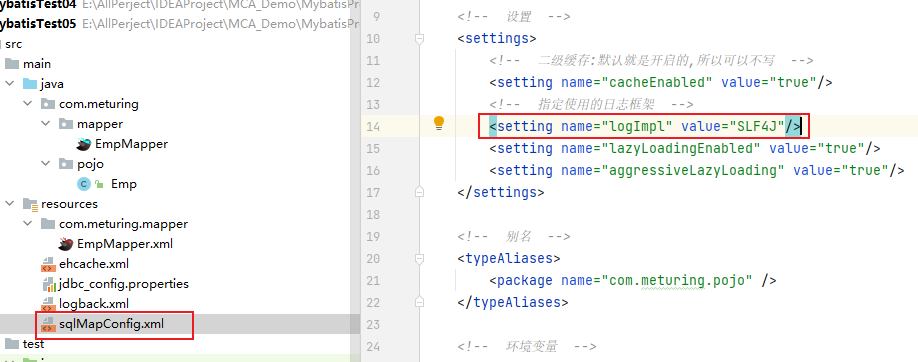 ybatisTest04 E:\AllPerject\IDEAProject\MCA_Demo\MybatisPr
ybatisTest05 E:\AllPerject\IDEAProject\MCA_Demo\MybatisPr
src
main
java
com.meturing
mapper
EmpMapper
pojo
Emp
resources
com.meturing.mapper
EmpMapper.xml
ehcache.xml
jdbc_config.properties
logback.xml
sqlMapConfig.xml
test
9 <!-- 设置 -->
10 <settings>
11 <!-- 二级缓存:默认就是开启的,所以可以不写 -->
12 <setting name="cacheEnabled" value="true"/>
13 <!-- 指定使用的日志框架 -->
14 <setting name="logImpl" value="SLF4J"/>
15 <setting name="lazyLoadingEnabled" value="true"/>
16 <setting name="aggressiveLazyLoading" value="true"/>
17 </settings>
18
19 <!-- 别名 -->
20 <typeAliases>
21 <package name="com.meturing.pojo" />
22 </typeAliases>
23
24 <!-- 环境变量 -->